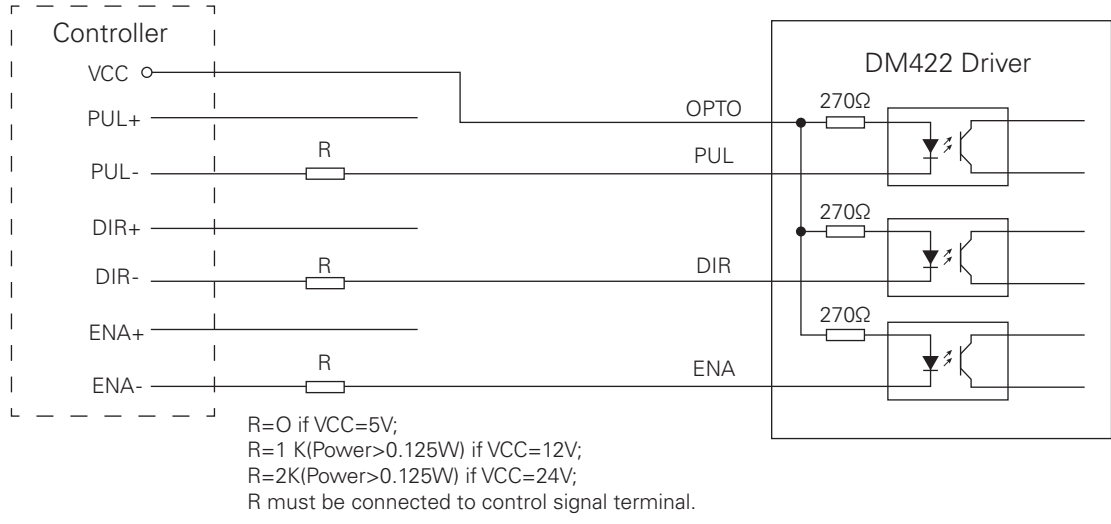 Controller
DM422 Driver
VCC
PUL+
PUL-
DIR+
DIR-
ENA+
ENA-
R
R
R
OPTO
PUL
DIR
ENA
270Ω
270Ω
270Ω
R=O if VCC=5V;
R=1 K(Power>0.125W) if VCC=12V;
R=2K(Power>0.125W) if VCC=24V;
R must be connected to control signal terminal.